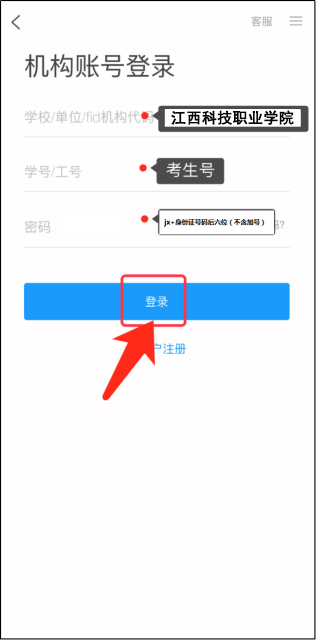 客服
机构账号登录
学校/单位/fid机构代码
江西科技职业学院
学号/工号
考生号
密码
jx+身份证号码后六位（不含加号）
?
登录
户注册